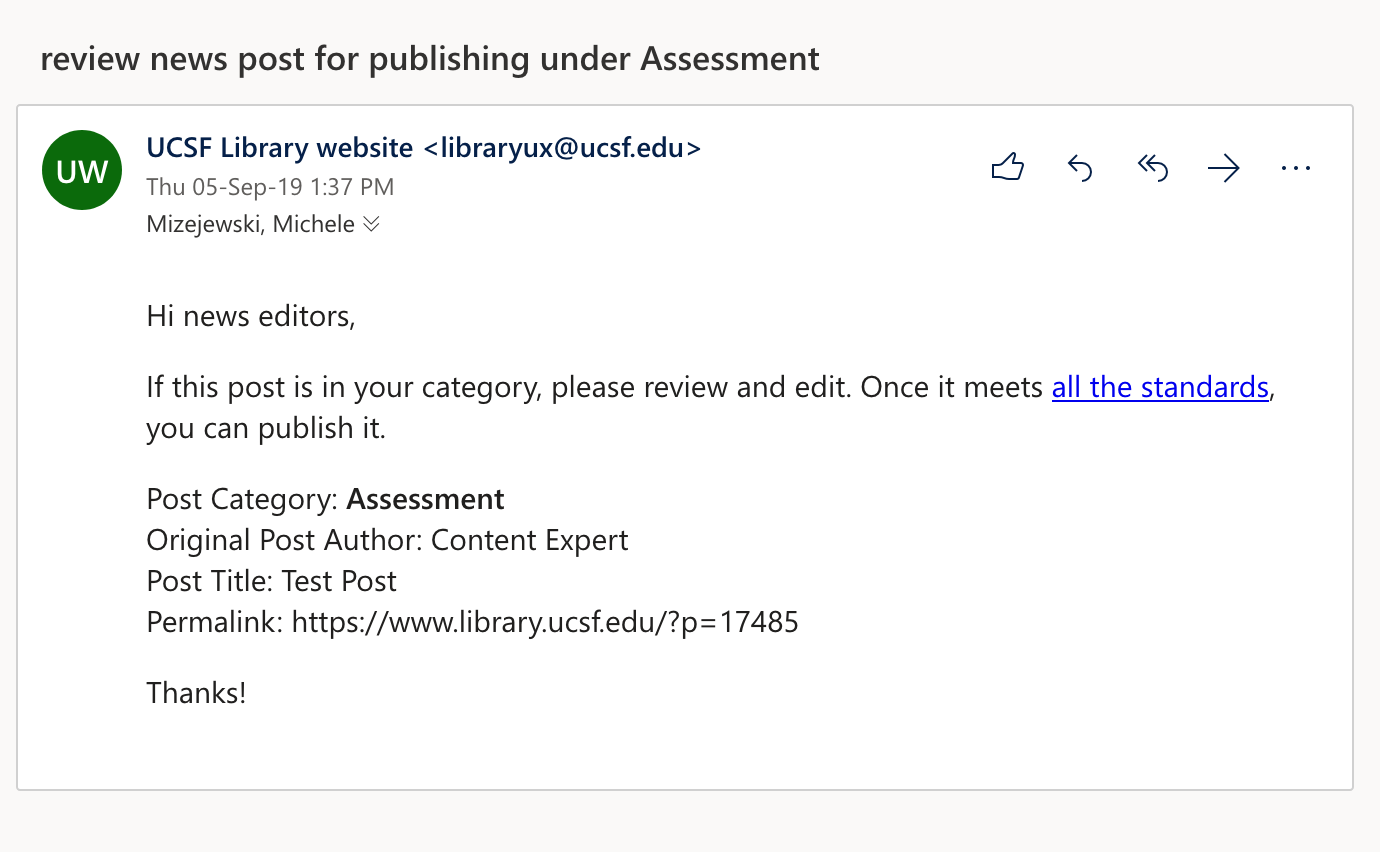 review news post for publishing under Assessment
UW
UCSF Library website <libraryux@ucsf.edu>
Thu 05-Sep-19 1:37 PM
Mizejewski, Michele
Hi news editors,
If this post is in your category, please review and edit. Once it meets all the standards,
you can publish it.
Post Category: Assessment
Original Post Author: Content Expert
Post Title: Test Post
Permalink: https://www.library.ucsf.edu/?p=17485
Thanks!